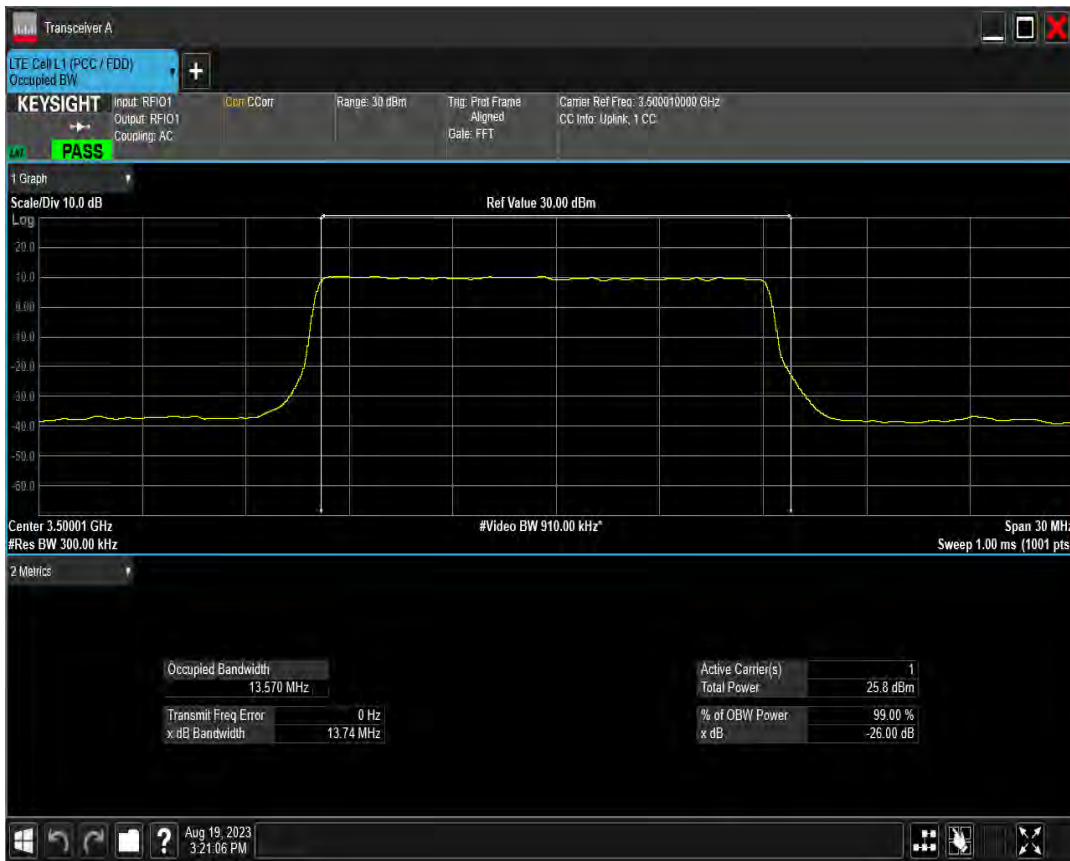 Transceiver A
LTE Cell L1 (PCC / FDD)
Occupied BW
+
KEYSIGHT
PASS
Input: RFIO1
Output: RFIO1
Coupling: AC
Corr CCorr
Range: 30 dBm
Trig: Prot Frame
Aligned
Gate: FFT
Carrier Ref Freq: 3.500010000 GHz
CC Info: Uplink, 1 CC
1 Graph
Scale/Div 10.0 dB
Ref Value 30.00 dBm
Log
20.0
10.0
0.00
-10.0
-20.0
-30.0
-40.0
-50.0
-60.0
Center 3.50001 GHz
#Video BW 910.00 kHz*
Span 30 MHz
#Res BW 300.00 kHz
Sweep 1.00 ms (1001 pts
2 Metrics
Occupied Bandwidth
13.570 MHz
Transmit Freq Error 0 Hz
x dB Bandwidth 13.74 MHz
Active Carrier(s) 1
Total Power 25.8 dBm
% of OBW Power 99.00 %
x dB -26.00 dB
?
Aug 19, 2023
3:21:06 PM